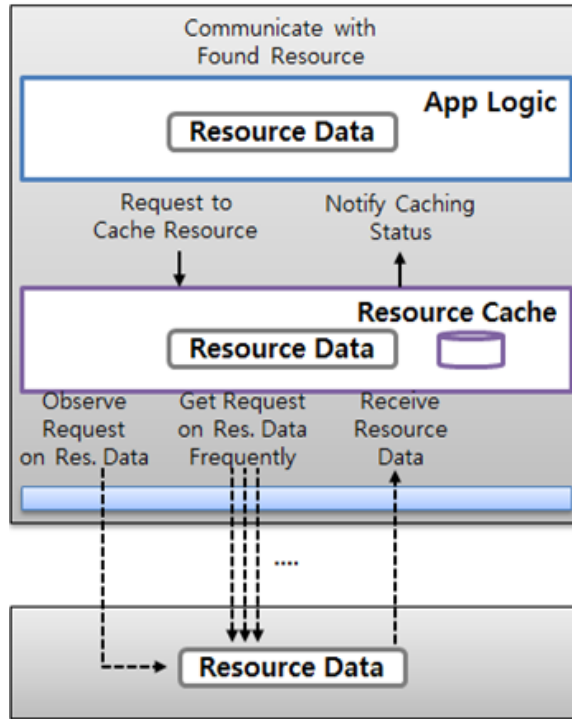 Communicate with
Found Resource
App Logic
Resource Data
Request to
Cache Resource
Notify Caching
Status
Resource Cache
Resource Data
Observe
Request
on Res. Data
Get Request
on Res. Data
Frequently
Receive
Resource
Data
....
Resource Data